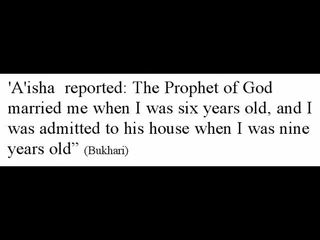 'A'isha  reported: The Prophet of God
married me when I was six years old, and I
was admitted to his house when I was nine
years old” (Bukhari)